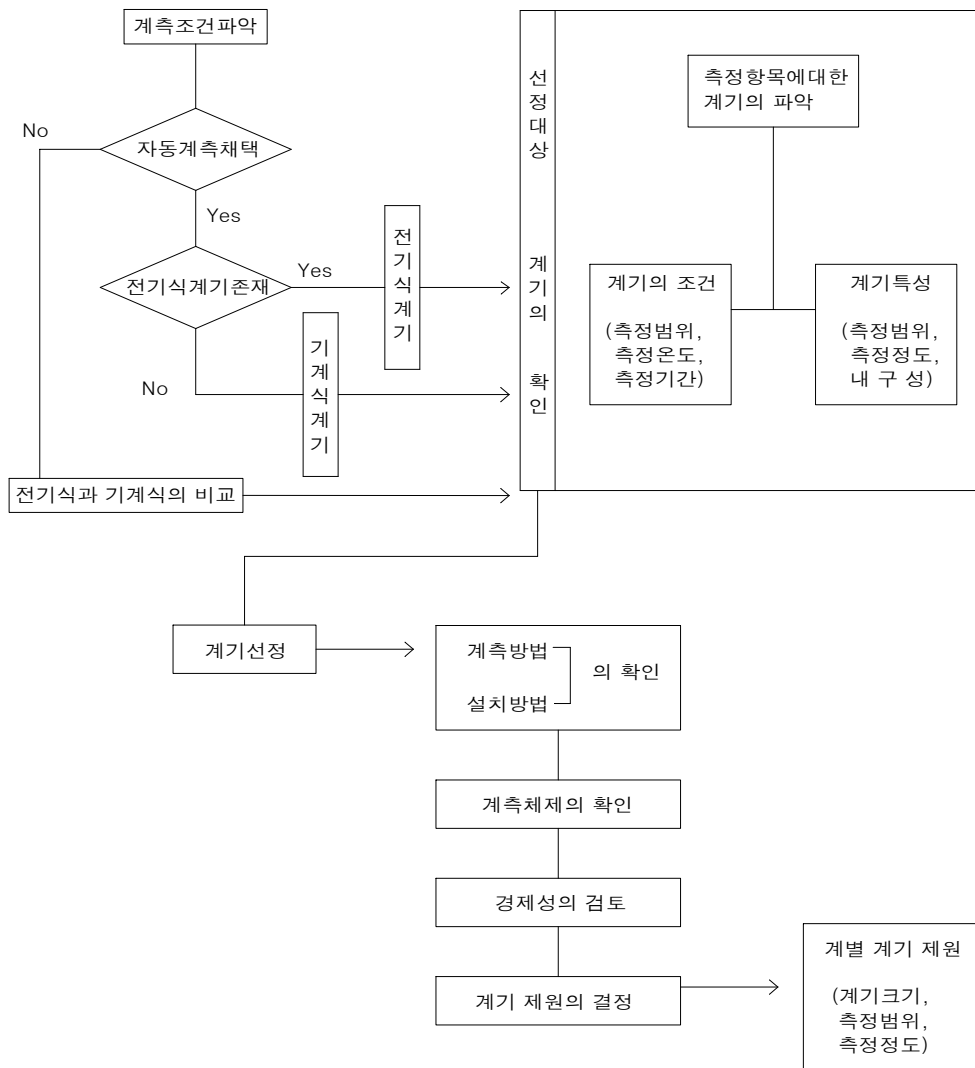 계측조건파악
No
자동계측채택
Yes
전기식계기존재
Yes
전기식계기
No
기계식계기
전기식과 기계식의 비교
선정대상 계기의 확인
측정항목에대한
계기의 파악
계기의 조건
(측정범위,
측정온도,
측정기간)
계기특성
(측정범위,
측정정도,
내 구 성)
계기선정
계측방법
설치방법
의 확인
계측체제의 확인
경제성의 검토
계기 제원의 결정
계별 계기 제원
(계기크기,
측정범위,
측정정도)